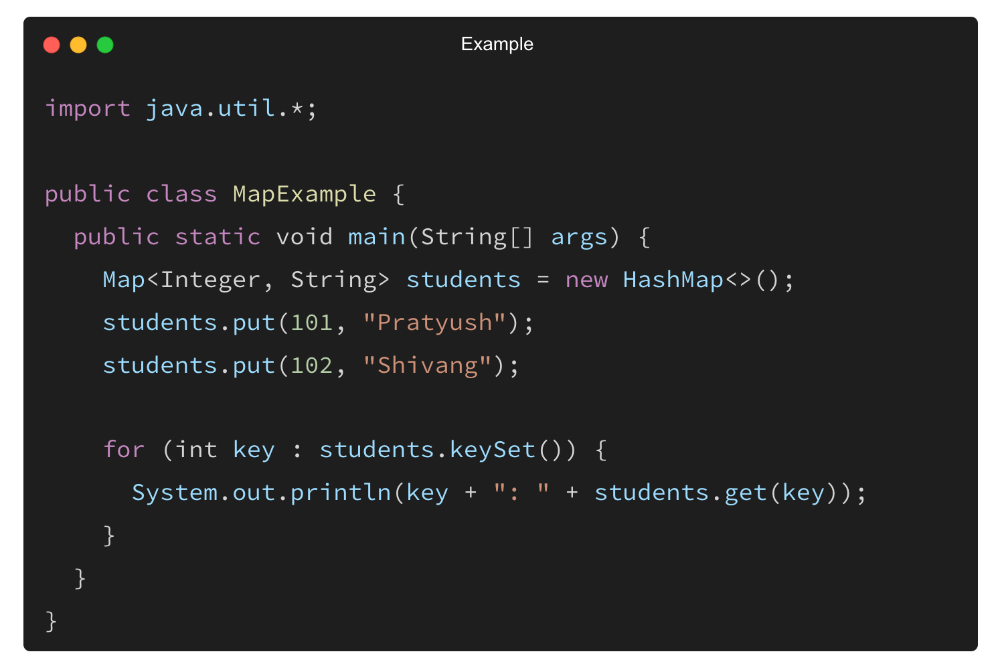 Example
import java.util.*;
public class MapExample {
  public static void main(String[] args) {
    Map<Integer, String> students = new HashMap<>();
    students.put(101, "Pratyush");
    students.put(102, "Shivang");
    for (int key : students.keySet()) {
      System.out.println(key + ": " + students.get(key));
    }
  }
}